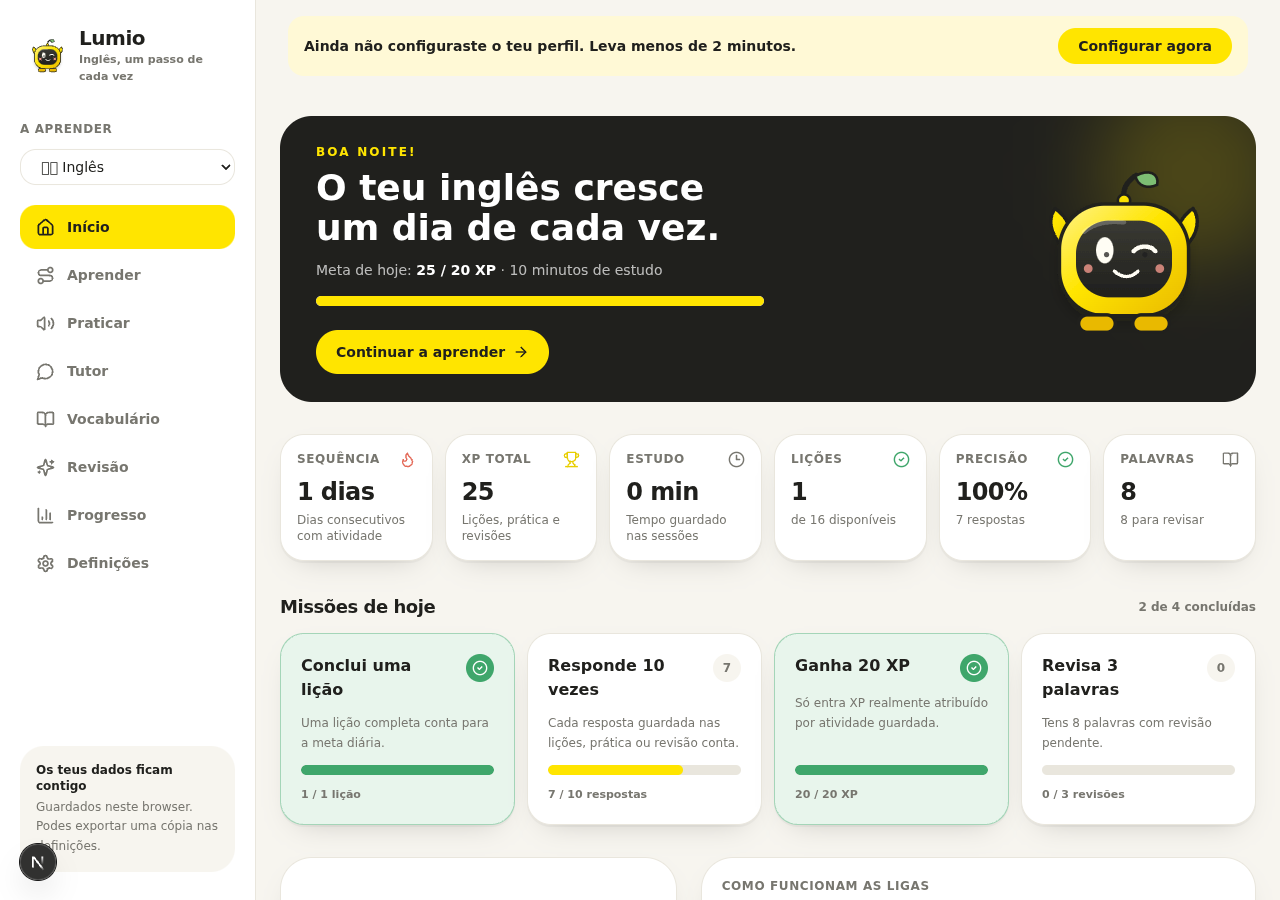 Lumio
Inglês, um passo de
cada vez
A APRENDER
Inglês
Início
Aprender
Praticar
Tutor
Vocabulário
Revisão
Progresso
Definições
Os teus dados ficam
contigo
Guardados neste browser.
Podes exportar uma cópia nas
definições.
N
Ainda não configuraste o teu perfil. Leva menos de 2 minutos.
Configurar agora
BOA NOITE!
O teu inglês cresce
um dia de cada vez.
Meta de hoje: 25 / 20 XP · 10 minutos de estudo
Continuar a aprender
SEQUÊNCIA
1 dias
Dias consecutivos
com atividade
XP TOTAL
25
Lições, prática e
revisões
ESTUDO
0 min
Tempo guardado
nas sessões
LIÇÕES
1
de 16 disponíveis
PRECISÃO
100%
7 respostas
PALAVRAS
8
8 para revisar
Missões de hoje
2 de 4 concluídas
Conclui uma
lição
Uma lição completa conta para
a meta diária.
1 / 1 lição
Responde 10
vezes
7
Cada resposta guardada nas
lições, prática ou revisão conta.
7 / 10 respostas
Ganha 20 XP
Só entra XP realmente atribuído
por atividade guardada.
20 / 20 XP
Revisa 3
palavras
0
Tens 8 palavras com revisão
pendente.
0 / 3 revisões
COMO FUNCIONAM AS LIGAS